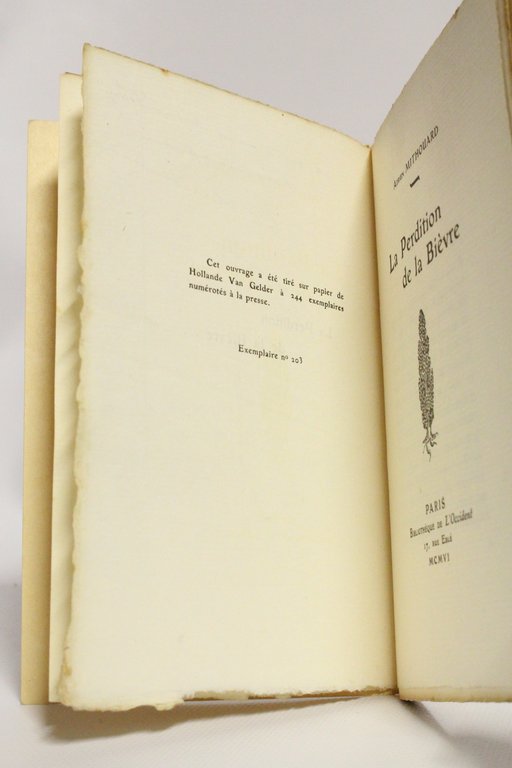 Cet ouvrage a été tiré sur papier de
Hollande Van Gelder à 244 exemplaires
numérotés à la presse.
Exemplaire nº 203
Adrien MITHOUARD
La Perdition
de la Bièvre
PARIS
Bibliothèque de L'Occident
17, rue Eblé
MCMVI